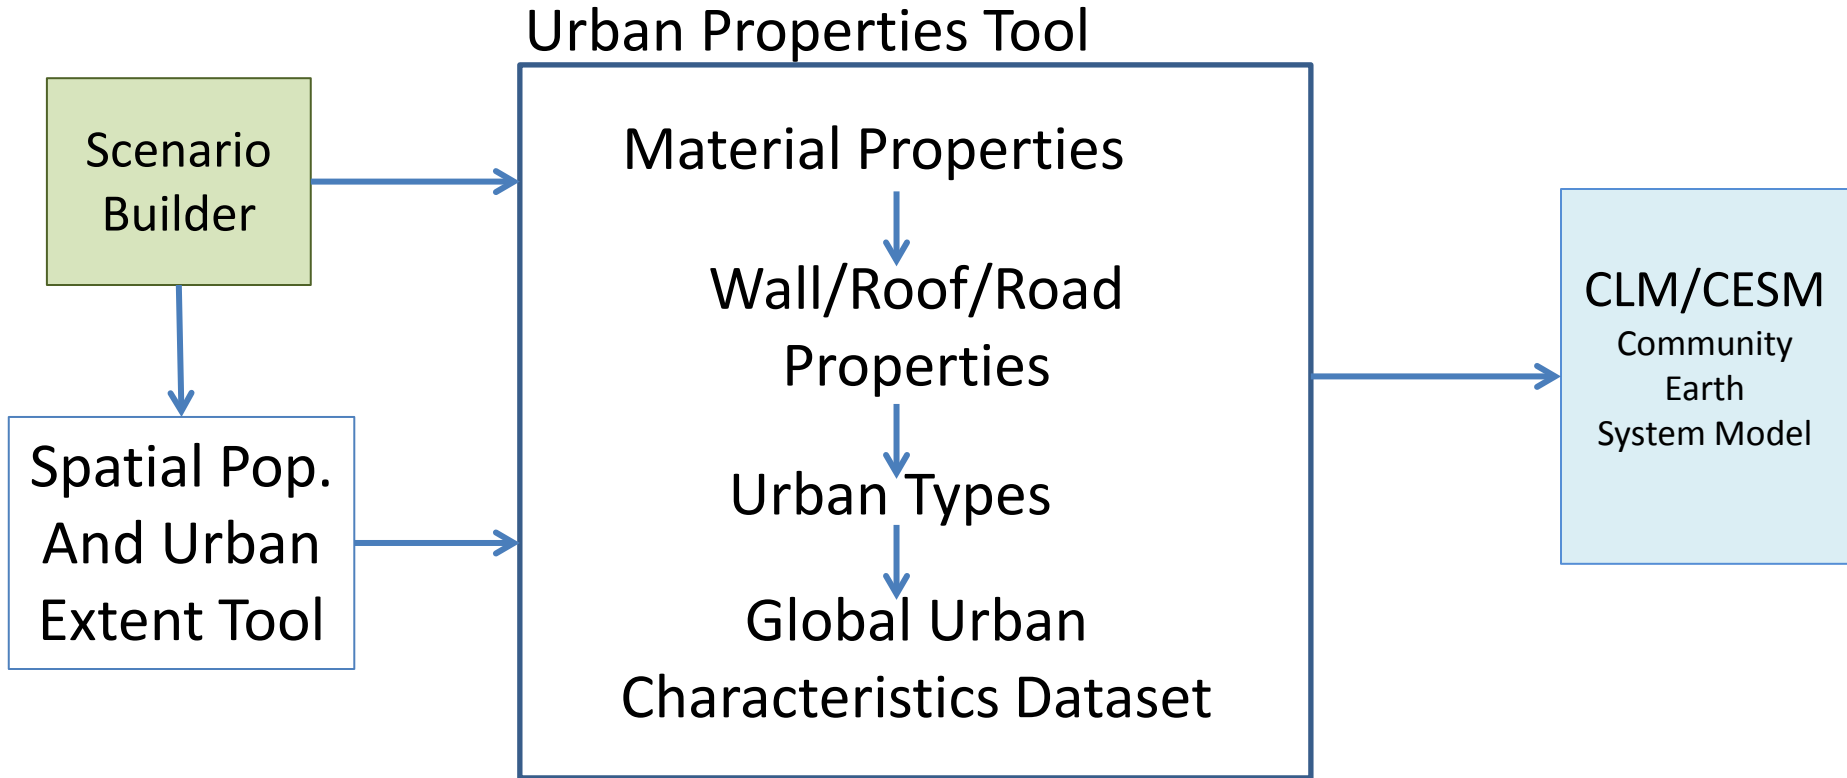 Urban Properties Tool
Scenario
Builder
Spatial Pop.
And Urban
Extent Tool
Material Properties
Wall/Roof/Road
Properties
Urban Types
Global Urban
Characteristics Dataset
CLM/CESM
Community
Earth
System Model